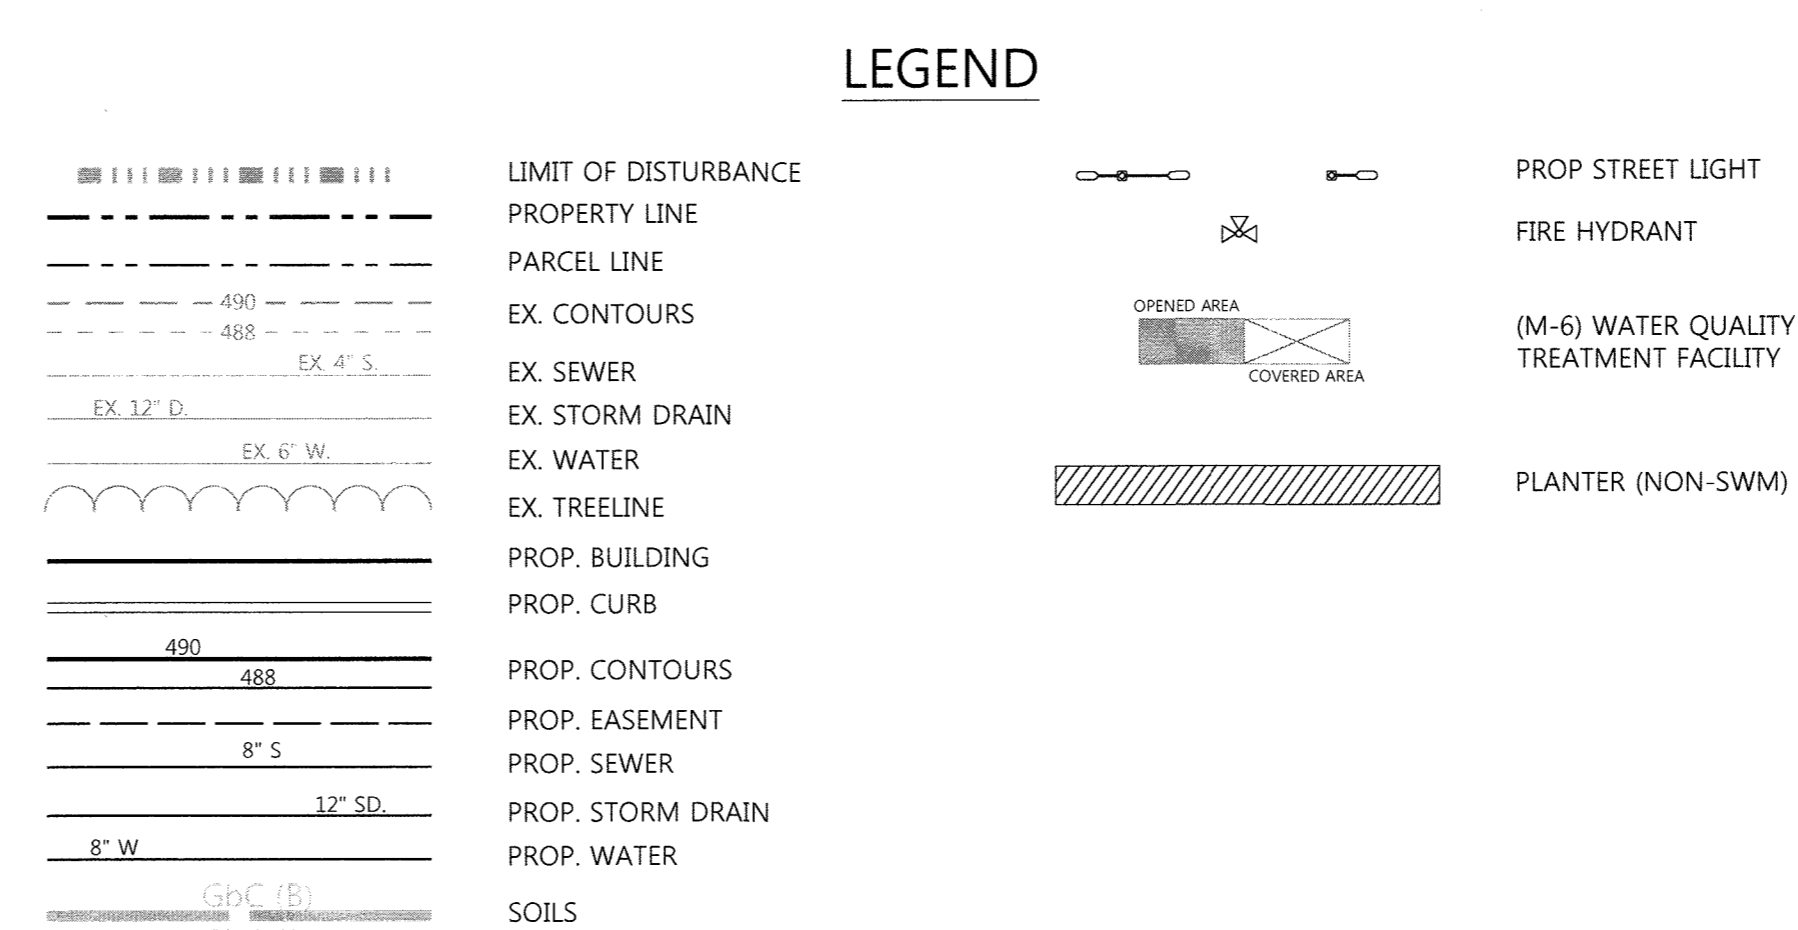 LEGEND
LIMIT OF DISTURBANCE
PROPERTY LINE
PARCEL LINE
490
488
EX. CONTOURS
EX. 4" S.
EX. SEWER
EX. 12" D.
EX. STORM DRAIN
EX. 6" W.
EX. WATER
EX. TREELINE
PROP. BUILDING
PROP. CURB
490
488
PROP. CONTOURS
PROP. EASEMENT
8" S
PROP. SEWER
12" SD.
PROP. STORM DRAIN
8" W
PROP. WATER
GbC (B)
SOILS
PROP STREET LIGHT
FIRE HYDRANT
OPENED AREA
COVERED AREA
(M-6) WATER QUALITY
TREATMENT FACILITY
PLANTER (NON-SWM)